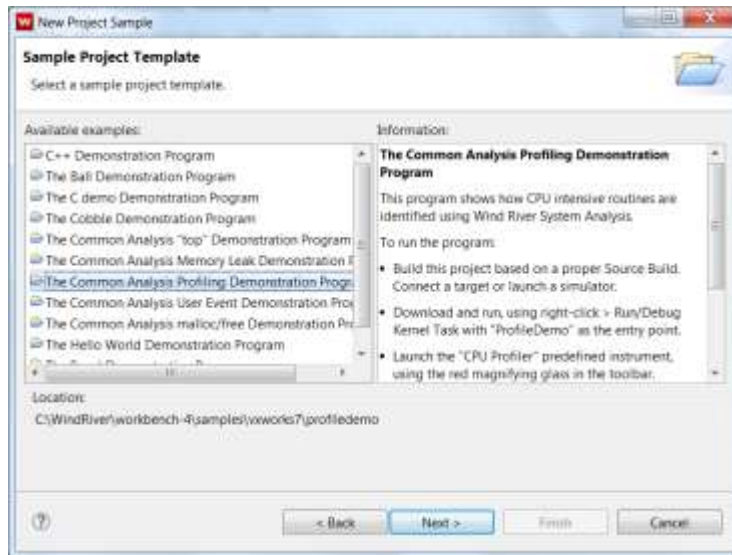 New Project Sample
Sample Project Template
Select a sample project template.
Available examples:
C++ Demonstration Program
The Ball Demonstration Program
The C demo Demonstration Program
The Cobble Demonstration Program
The Common Analysis "top" Demonstration Program
The Common Analysis Memory Leak Demonstration
The Common Analysis Profiling Demonstration Progr
The Common Analysis User Event Demonstration Pro
The Common Analysis malloc/free Demonstration Pr
The Hello World Demonstration Program
Information:
The Common Analysis Profiling Demonstration
Program
This program shows how CPU intensive routines are
identified using Wind River System Analysis.
To run the program:
• Build this project based on a proper Source Build.
Connect a target or launch a simulator.
• Download and run, using right-click > Run/Debug
Kernel Task with "ProfileDemo" as the entry point.
• Launch the "CPU Profiler" predefined instrument,
using the red magnifying glass in the toolbar.
Location:
C:\WindRiver\workbench-4\samples\vxworks7\profiledemo
?
< Back
Next >
Finish
Cancel